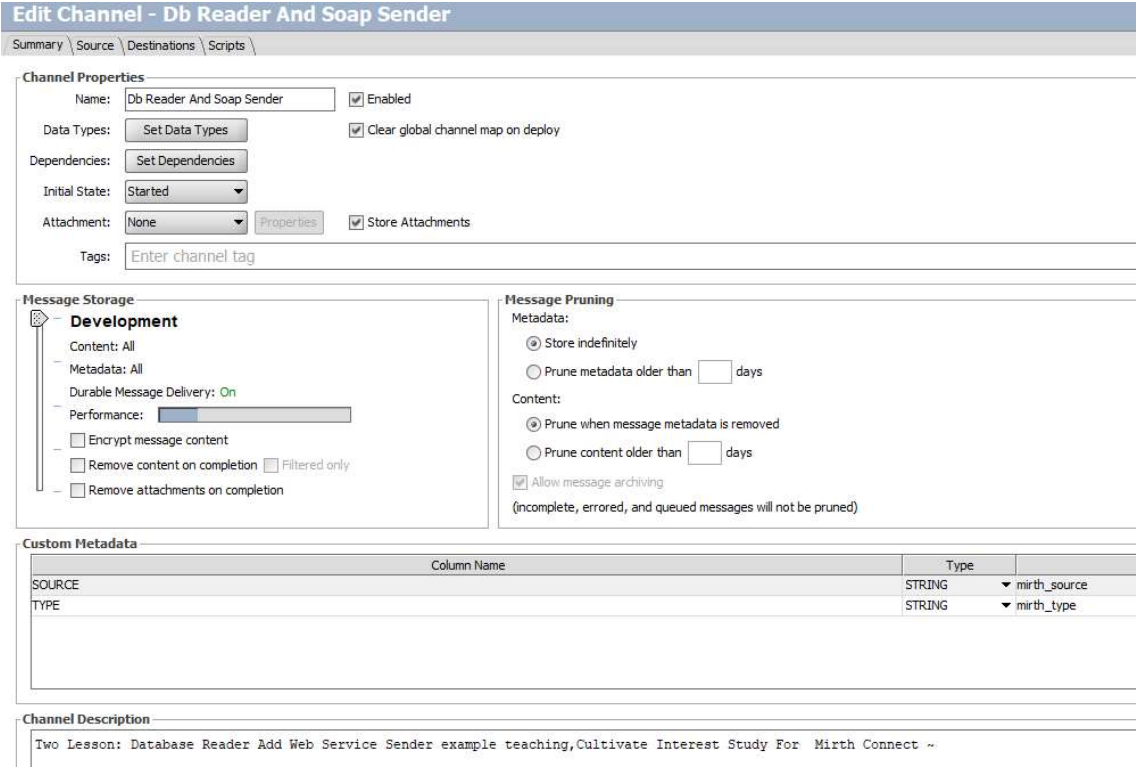 Edit Channel - Db Reader And Soap Sender
Summary Source Destinations Scripts
Channel Properties
Name: Db Reader And Soap Sender Enabled
Data Types: Set Data Types Clear global channel map on deploy
Dependencies: Set Dependencies
Initial State: Started
Attachment: None Properties Store Attachments
Tags: Enter channel tag
Message Storage
Development
Content: All
Metadata: All
Durable Message Delivery: On
Performance:
Encrypt message content
Remove content on completion Filtered only
Remove attachments on completion
Message Pruning
Metadata:
Store indefinitely
Prune metadata older than days
Content:
Prune when message metadata is removed
Prune content older than days
Allow message archiving
(incomplete, errored, and queued messages will not be pruned)
Custom Metadata
Column Name Type
SOURCE STRING mirth_source
TYPE STRING mirth_type
Channel Description
Two Lesson: Database Reader Add Web Service Sender example teaching,Cultivate Interest Study For  Mirth Connect ~